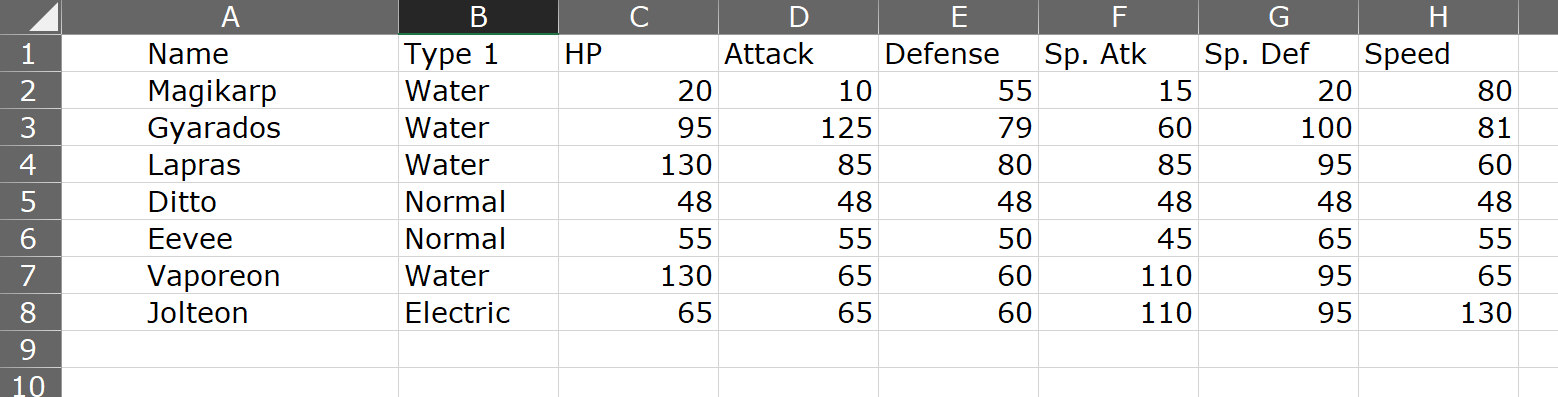 A B C D E F G H
1 Name Type 1 HP Attack Defense Sp. Atk Sp. Def Speed
2 Magikarp Water 20 10 55 15 20 80
3 Gyarados Water 95 125 79 60 100 81
4 Lapras Water 130 85 80 85 95 60
5 Ditto Normal 48 48 48 48 48 48
6 Eevee Normal 55 55 50 45 65 55
7 Vaporeon Water 130 65 60 110 95 65
8 Jolteon Electric 65 65 60 110 95 130
9
10